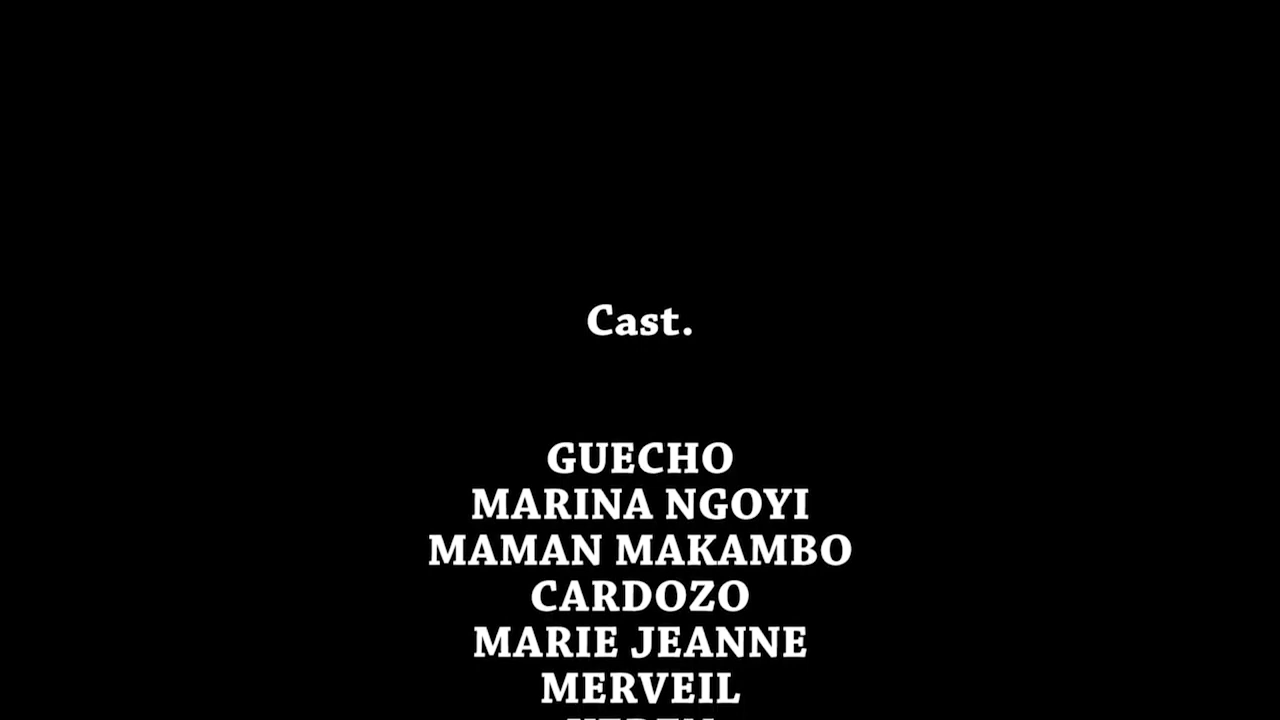 Cast.
GUECHO
MARINA NGOYI
MAMAN MAKAMBO
CARDOZO
MARIE JEANNE
MERVEIL